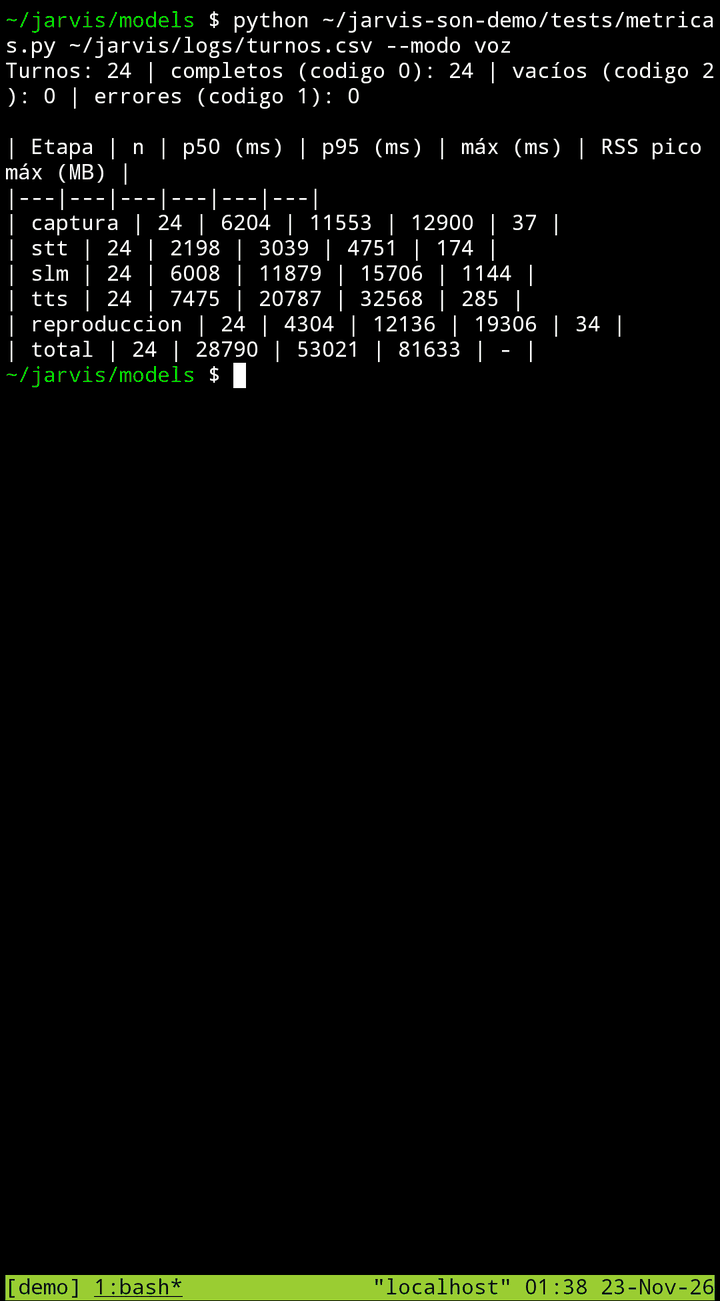 ~/jarvis/models $ python ~/jarvis-son-demo/tests/metrica
s.py ~/jarvis/logs/turnos.csv --modo voz
Turnos: 24 | completos (codigo 0): 24 | vacíos (codigo 2
): 0 | errores (codigo 1): 0
| Etapa | n | p50 (ms) | p95 (ms) | máx (ms) | RSS pico
máx (MB) |
|---|---|---|---|---|---|
| captura | 24 | 6204 | 11553 | 12900 | 37 |
| stt | 24 | 2198 | 3039 | 4751 | 174 |
| slm | 24 | 6008 | 11879 | 15706 | 1144 |
| tts | 24 | 7475 | 20787 | 32568 | 285 |
| reproduccion | 24 | 4304 | 12136 | 19306 | 34 |
| total | 24 | 28790 | 53021 | 81633 | - |
~/jarvis/models $
[demo] 1:bash* "localhost" 01:38 23-Nov-26